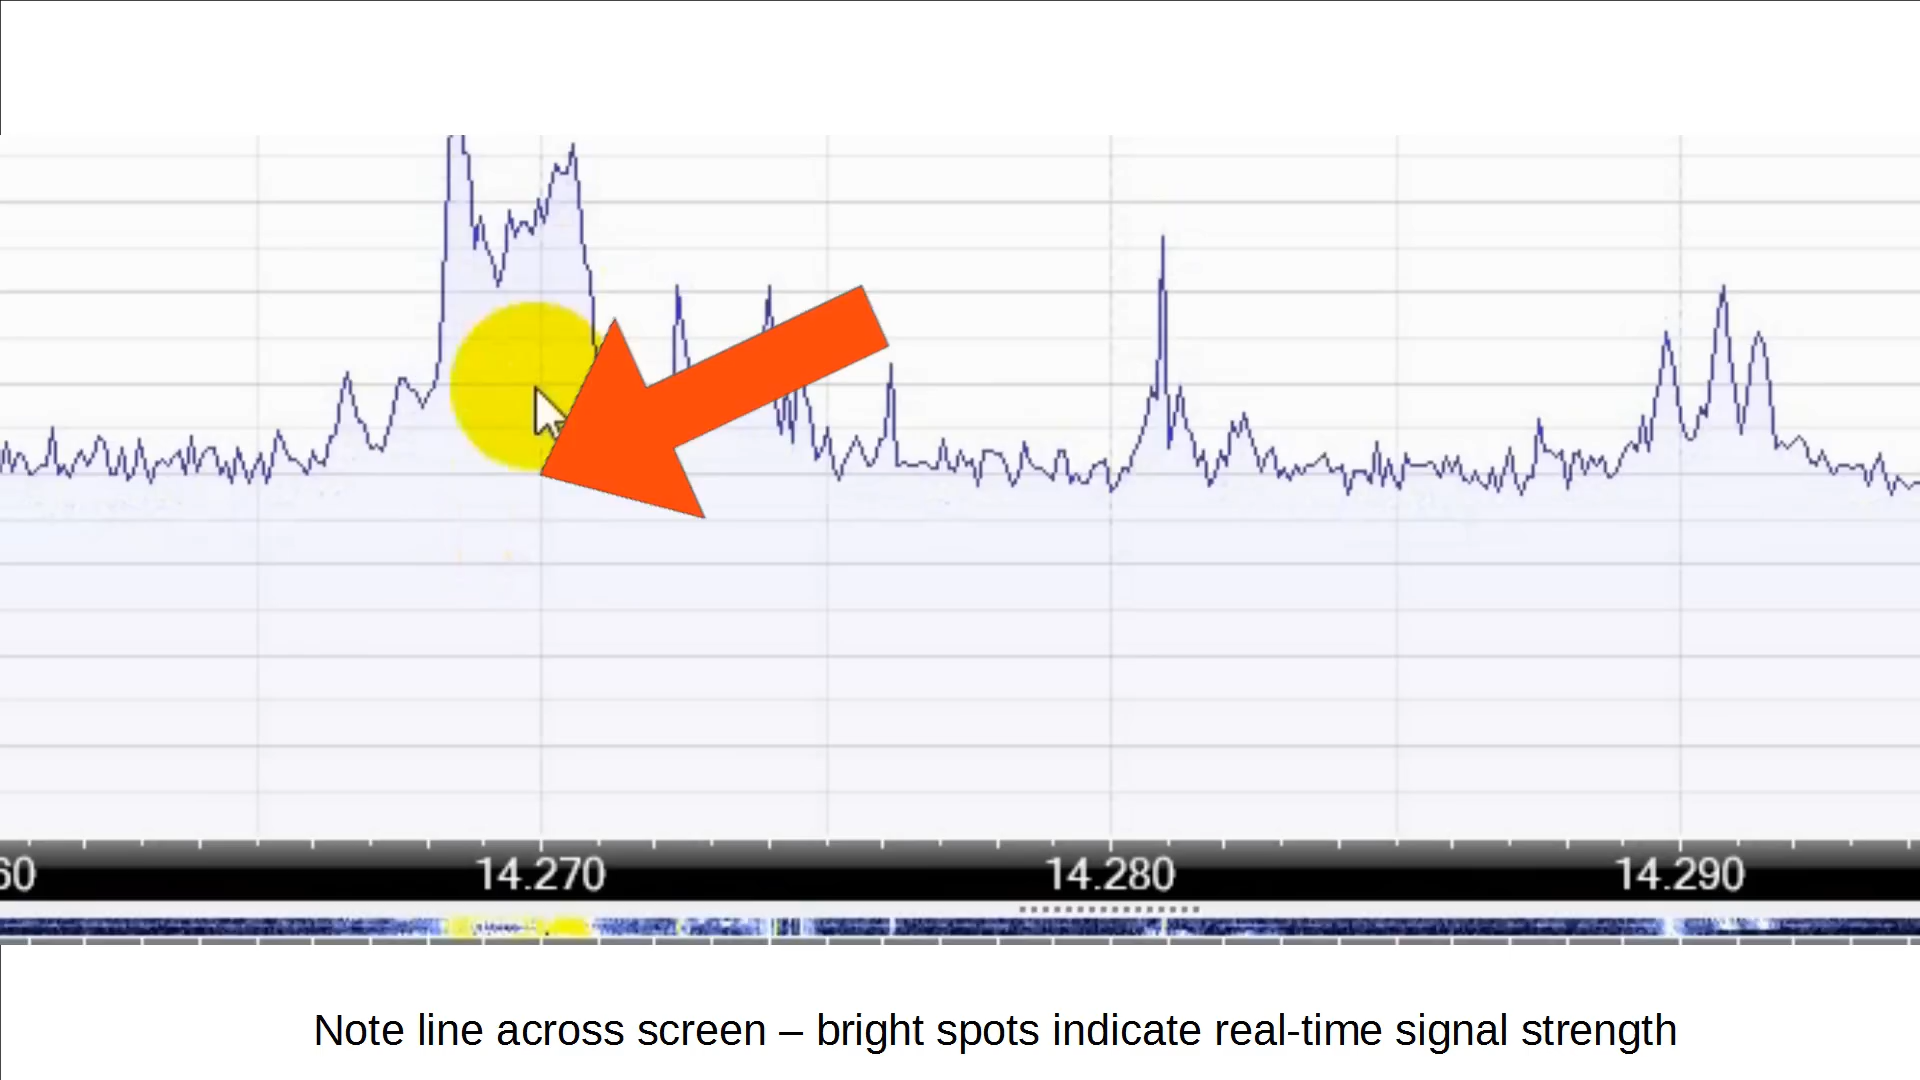 60 14.270 14.280 14.290
Note line across screen – bright spots indicate real-time signal strength